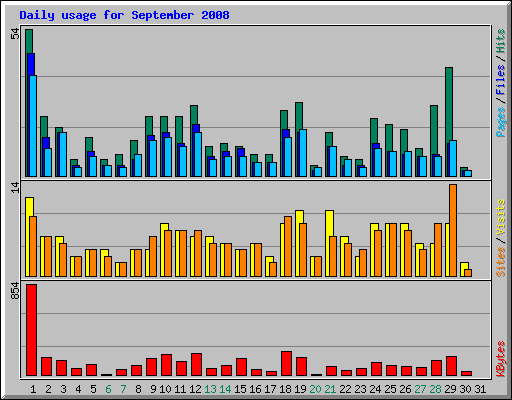 Daily usage for September 2008
54
Pages / Files / Hits
14
Sites / Visits
854
KBytes
1 2 3 4 5 6 7 8 9 10 11 12 13 14 15 16 17 18 19 20 21 22 23 24 25 26 27 28 29 30 31